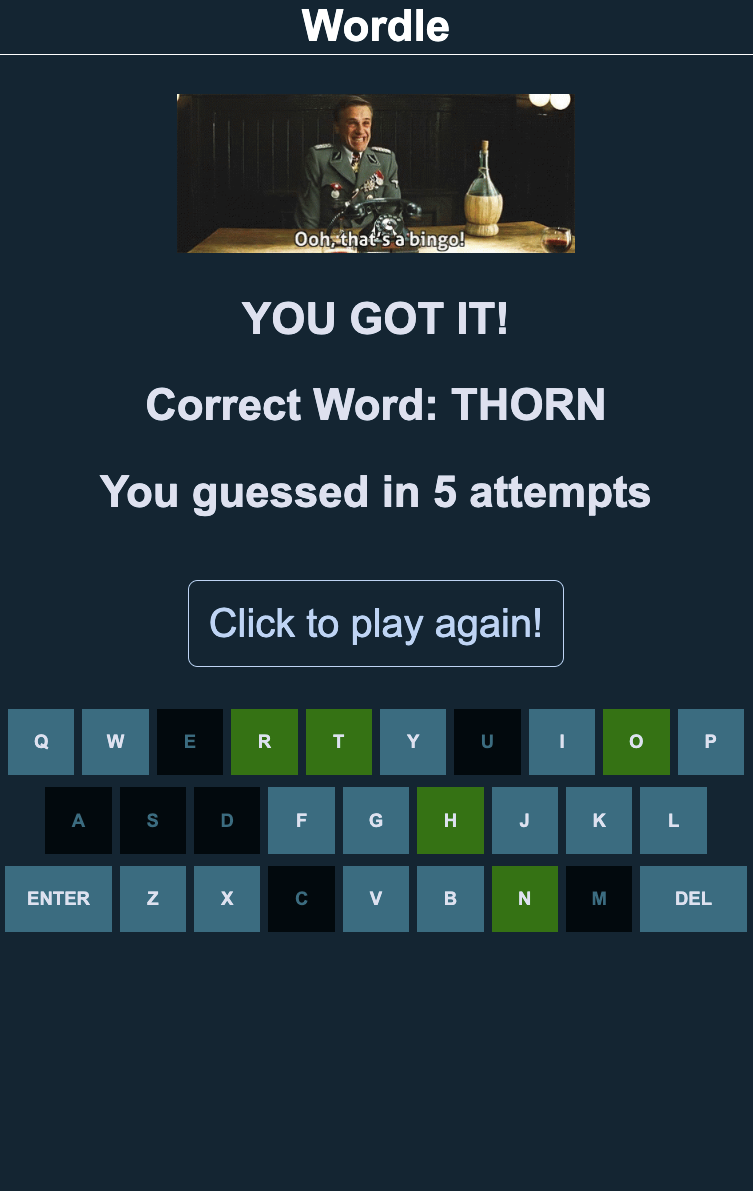 Wordle
Ooh, that's a bingo!
YOU GOT IT!
Correct Word: THORN
You guessed in 5 attempts
Click to play again!
Q W E R T Y U I O P
A S D F G H J K L
ENTER Z X C V B N M DEL